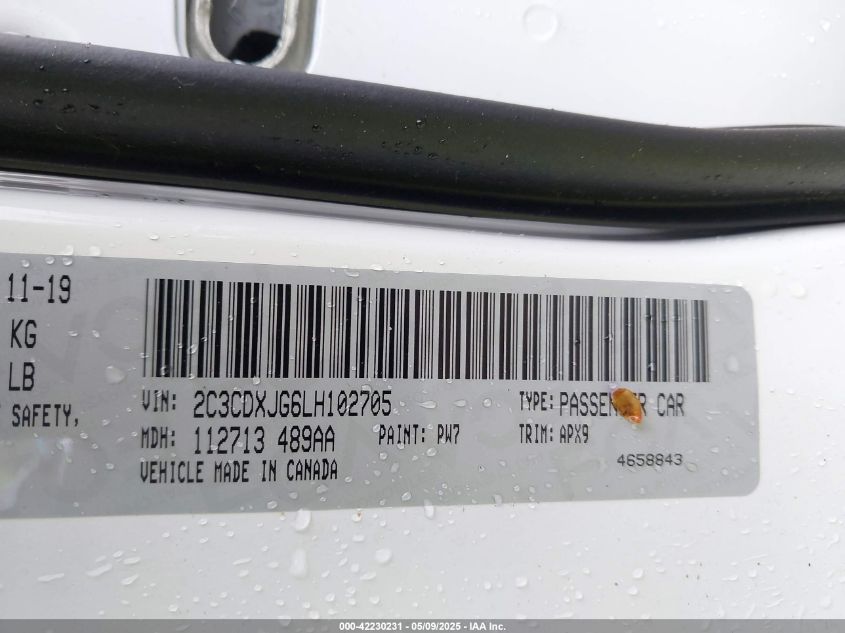 11-19
KG
LB
SAFETY,
VIN: 2C3CDXJG6LH102705 TYPE: PASSENGER CAR
MDH: 112713 489AA PAINT: PW7 TRIM: APX9
VEHICLE MADE IN CANADA 4658843
000-42230231 - 05/09/2025 - IAA Inc.